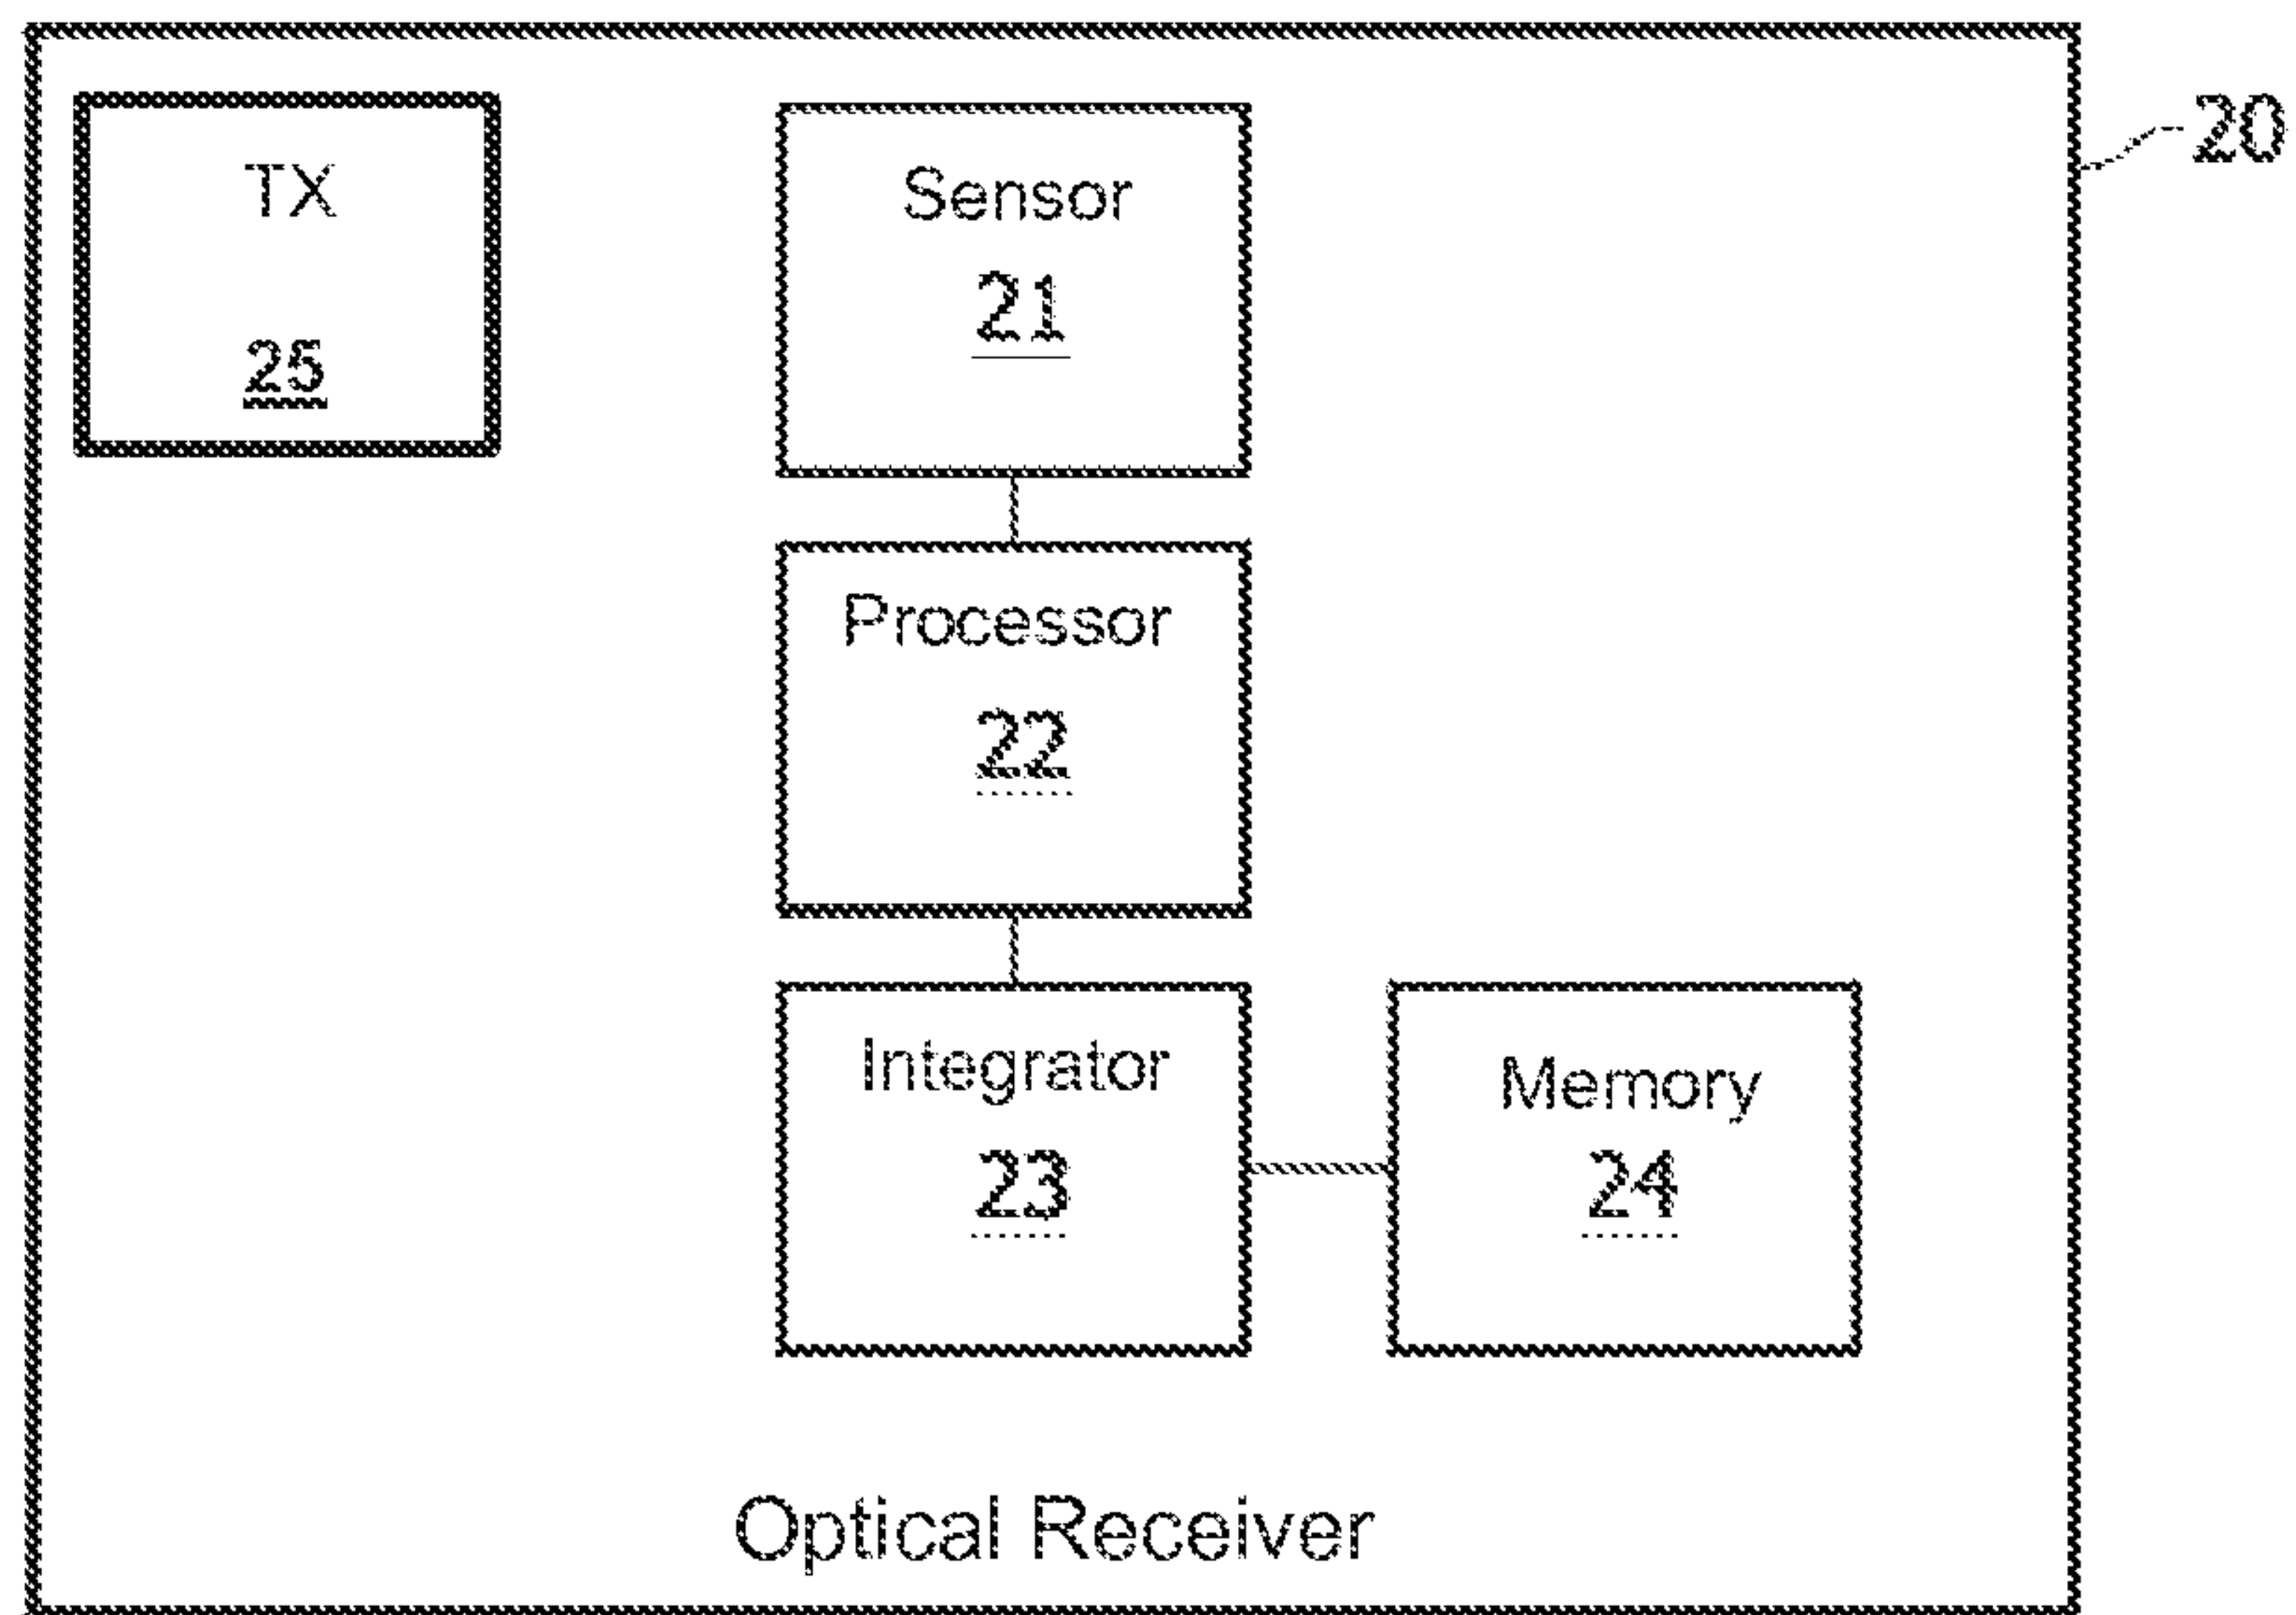 20
TX
25
Sensor
21
Processor
22
Integrator
23
Memory
24
Optical Receiver